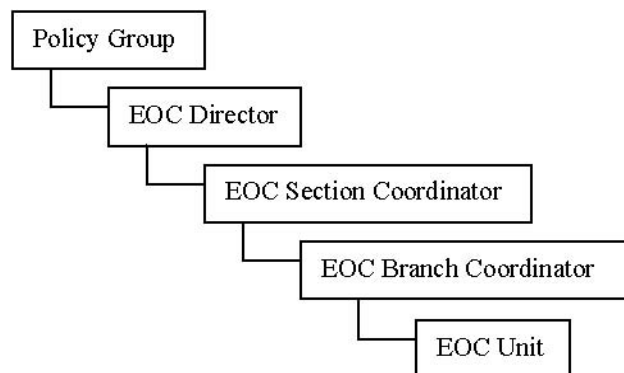 Policy Group
EOC Director
EOC Section Coordinator
EOC Branch Coordinator
EOC Unit